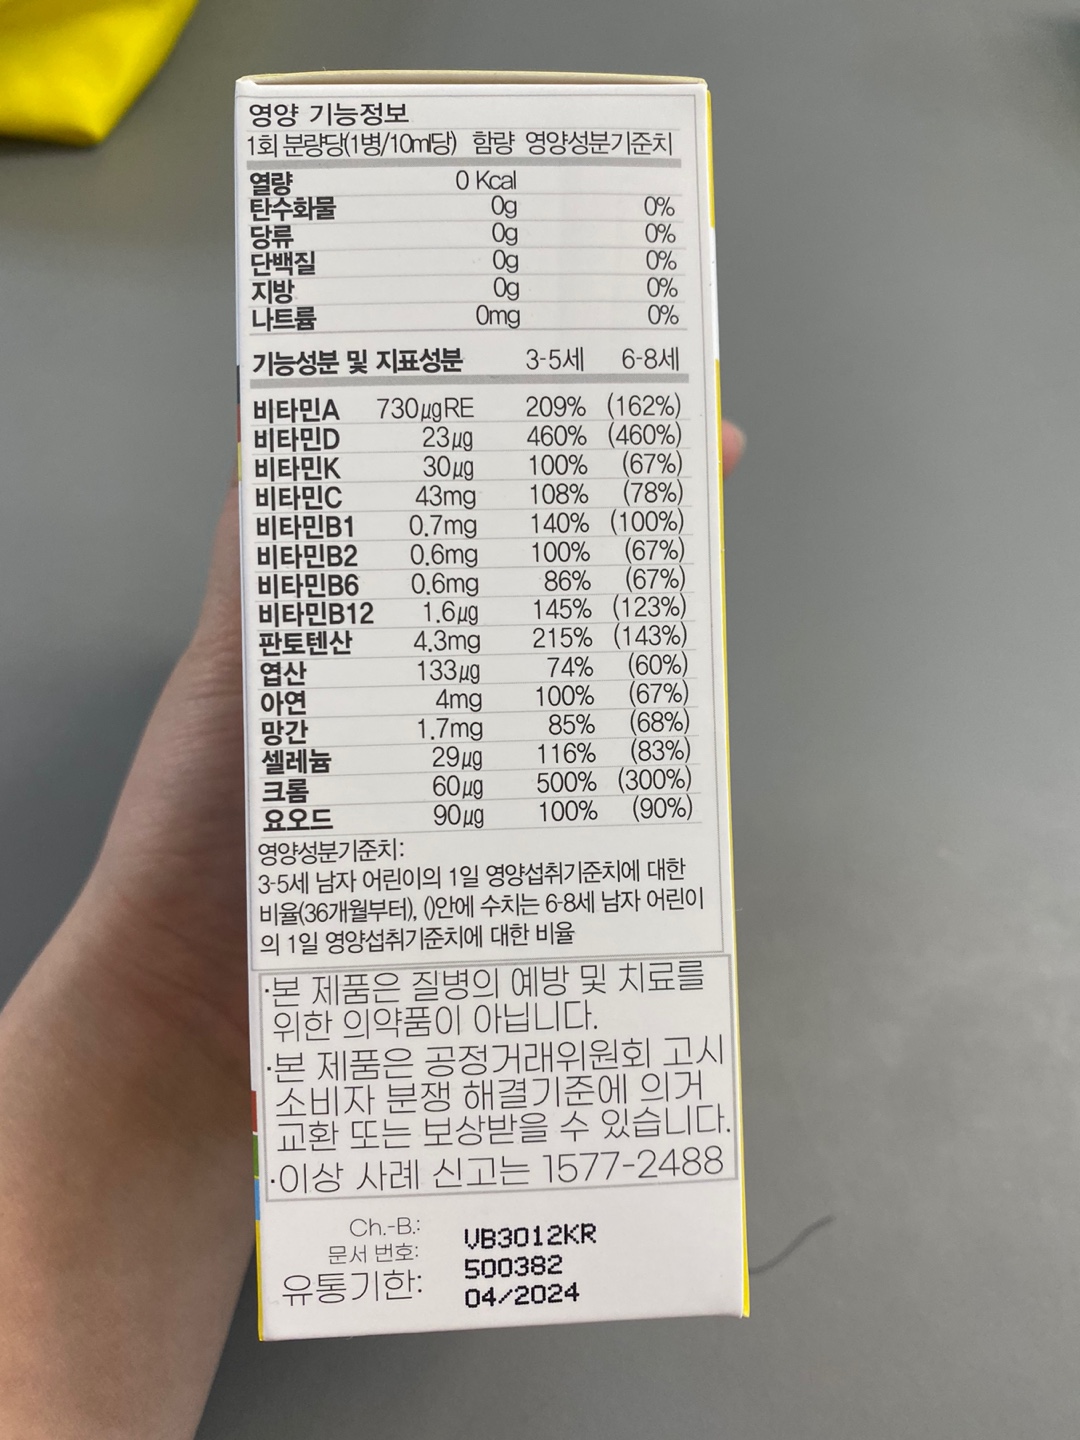 영양 기능정보
1회 분량당(1병/10ml당) 함량 영양성분기준치
열량 0 Kcal
탄수화물 0g 0%
당류 0g 0%
단백질 0g 0%
지방 0g 0%
나트륨 0mg 0%
기능성분 및 지표성분 3-5세 6-8세
비타민A 730㎍RE 209% (162%)
비타민D 23㎍ 460% (460%)
비타민K 30㎍ 100% (67%)
비타민C 43mg 108% (78%)
비타민B1 0.7mg 140% (100%)
비타민B2 0.6mg 100% (67%)
비타민B6 0.6mg 86% (67%)
비타민B12 1.6㎍ 145% (123%)
판토텐산 4.3mg 215% (143%)
엽산 133㎍ 74% (60%)
아연 4mg 100% (67%)
망간 1.7mg 85% (68%)
셀레늄 29㎍ 116% (83%)
크롬 60㎍ 500% (300%)
요오드 90㎍ 100% (90%)
영양성분기준치:
3-5세 남자 어린이의 1일 영양섭취기준치에 대한
비율(36개월부터), ()안에 수치는 6-8세 남자 어린이
의 1일 영양섭취기준치에 대한 비율
·본 제품은 질병의 예방 및 치료를
위한 의약품이 아닙니다.
·본 제품은 공정거래위원회 고시
소비자 분쟁 해결기준에 의거
교환 또는 보상받을 수 있습니다.
·이상 사례 신고는 1577-2488
Ch.-B.: VB3012KR
문서 번호: 500382
유통기한: 04/2024